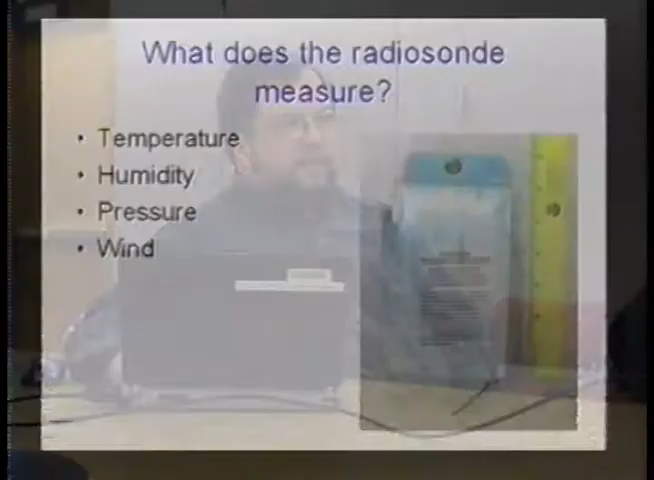 What does the radiosonde
measure?
• Temperature
• Humidity
• Pressure
• Wind